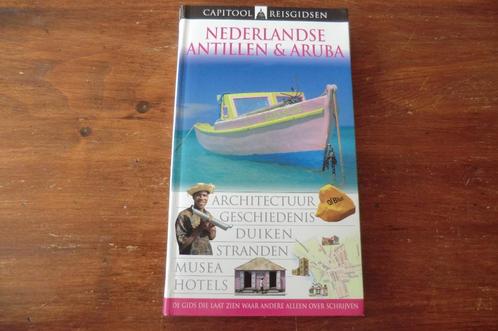 CAPITOOL REISGIDSEN
NEDERLANDSE
ANTILLEN & ARUBA
ARCHITECTUUR
GESCHIEDENIS
DUIKEN
STRANDEN
MUSEA
HOTELS
DE GIDS DIE LAAT ZIEN WAAR ANDERE ALLEEN OVER SCHRIJVEN